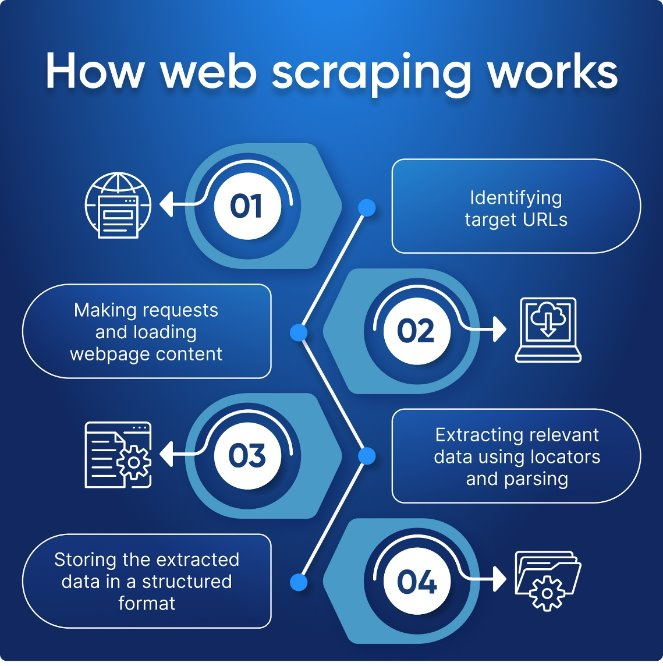 How web scraping works
01
Identifying
target URLs
Making requests
and loading
webpage content
02
03
Extracting relevant
data using locators
and parsing
Storing the extracted
data in a structured
format
04